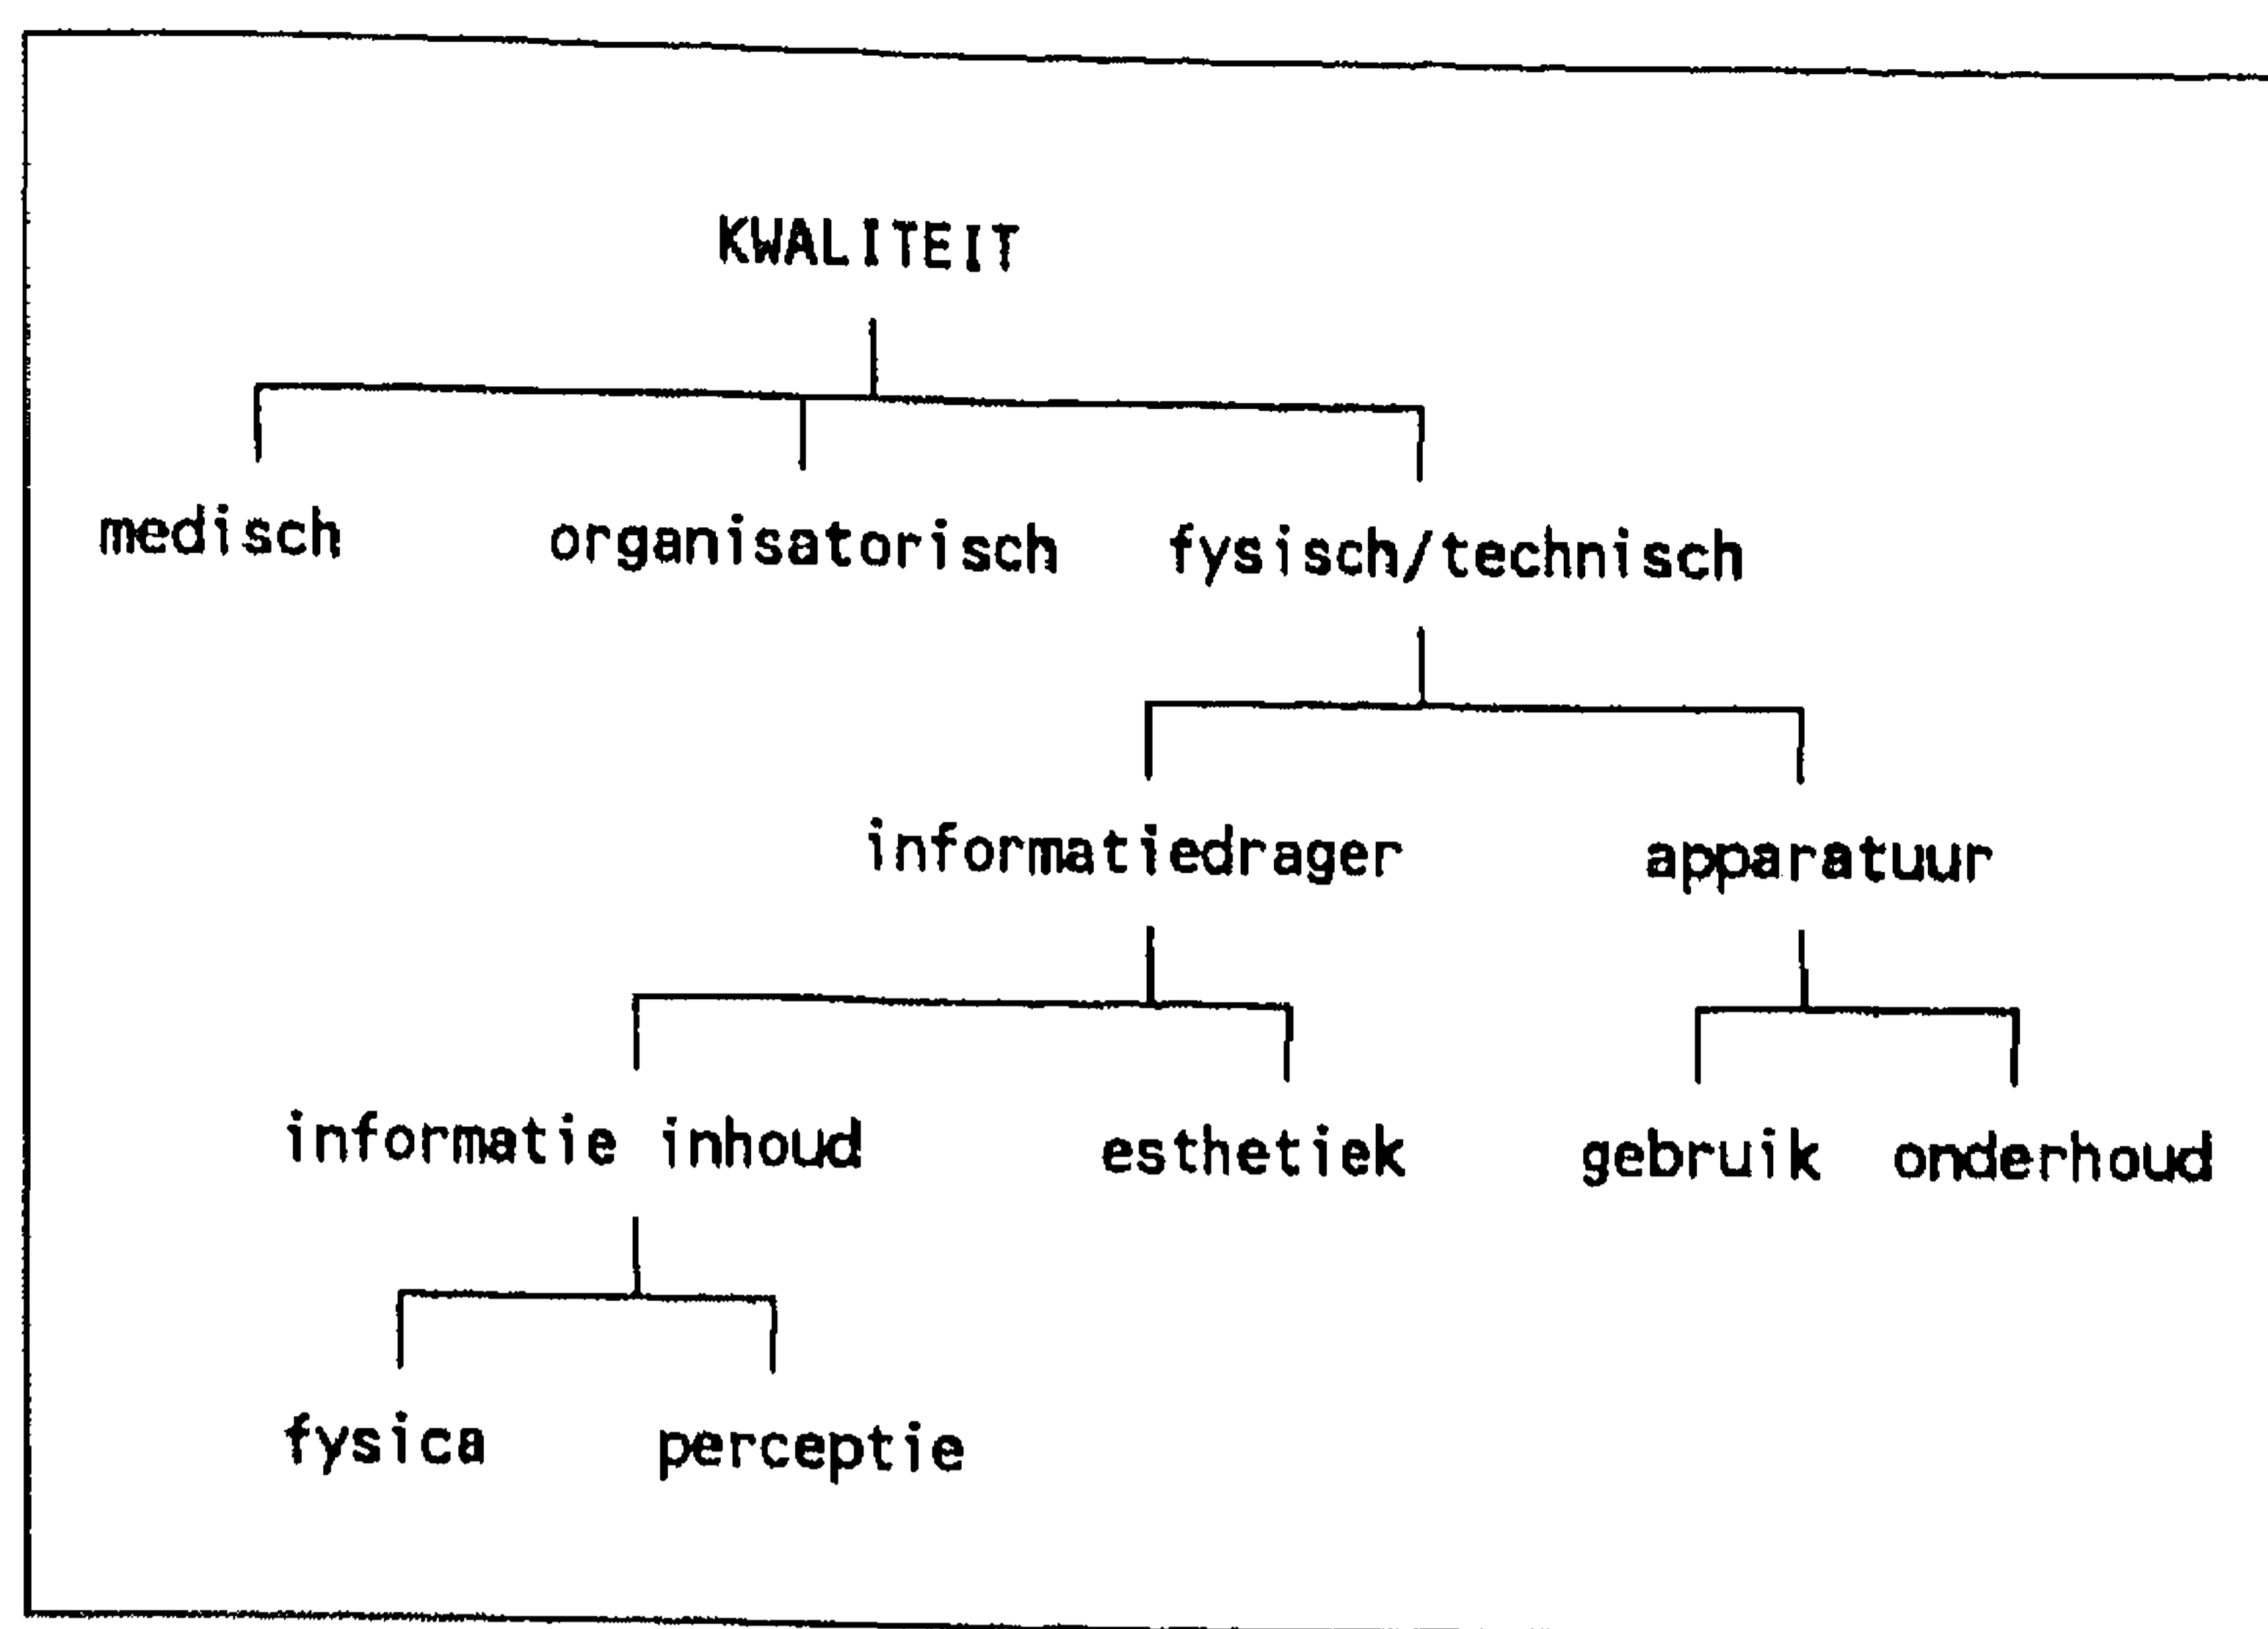 KWALITEIT
medisch organisatorisch fysisch/technisch
informatiedrager apparatuur
informatie inhoud esthetiek gebruik onderhoud
fysica perceptie